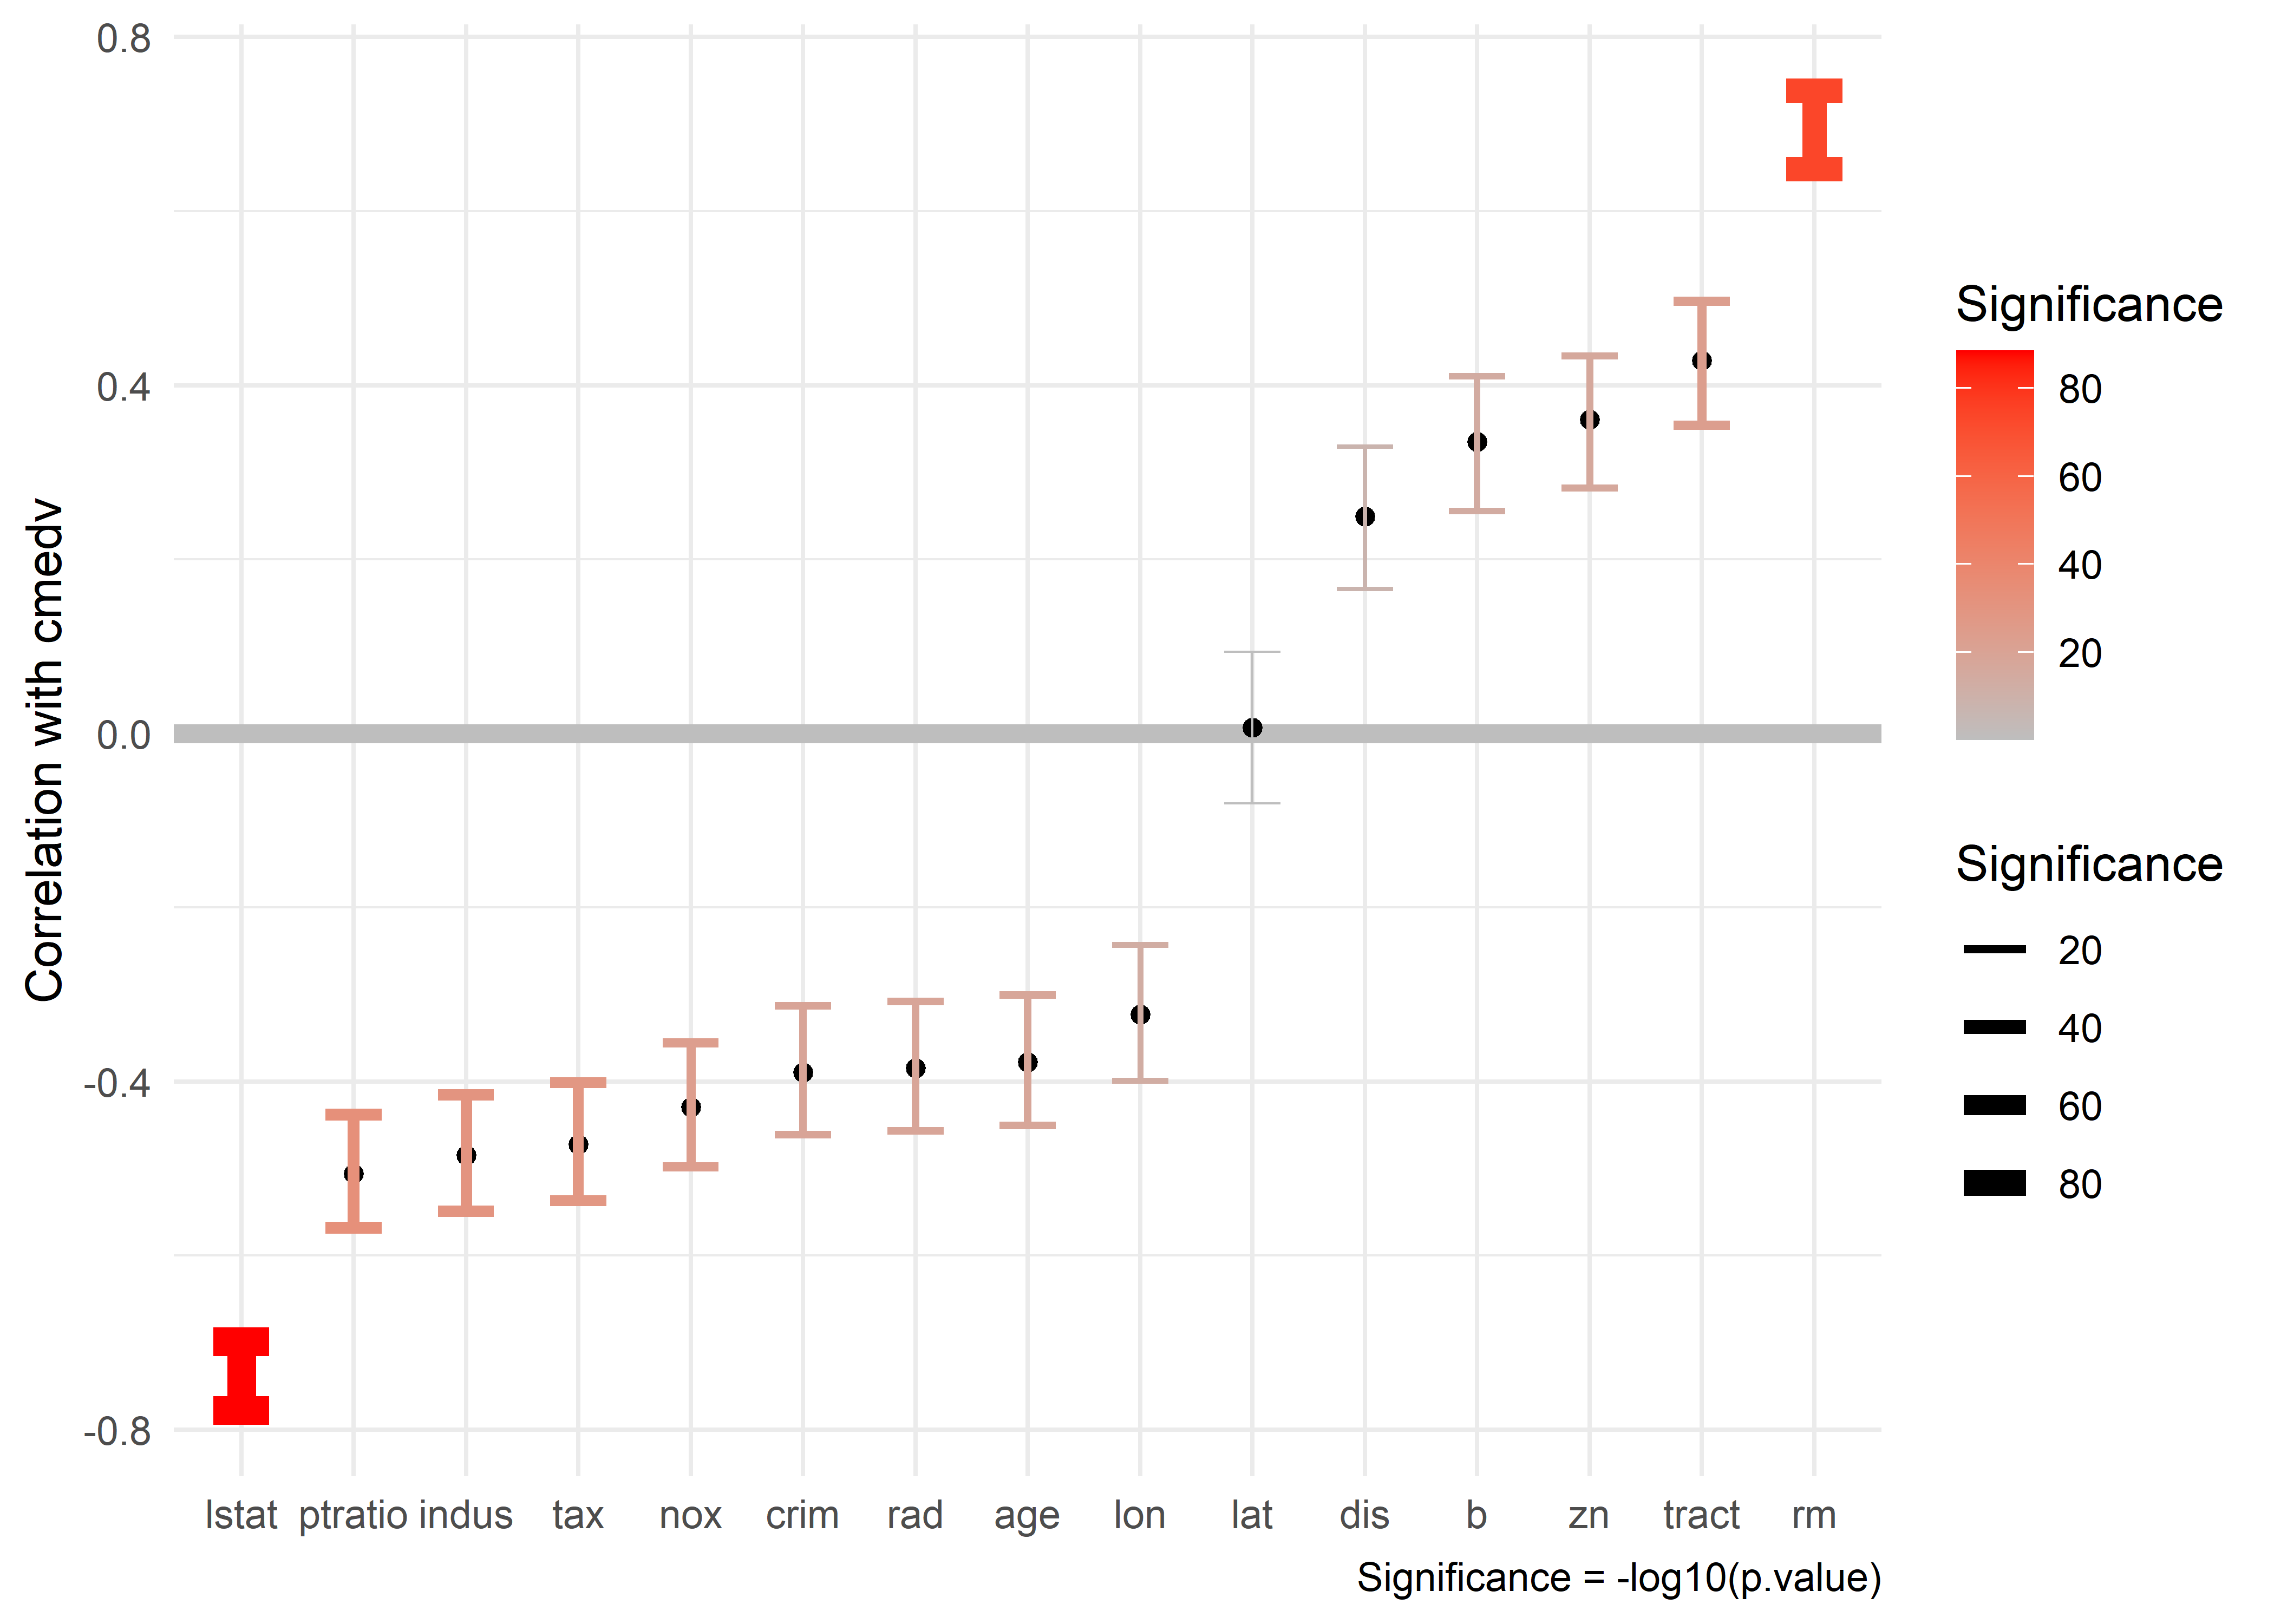 Correlation with cmedv
0.8
0.4
0.0
-0.4
-0.8
lstat ptratio indus tax nox crim rad age lon lat dis b zn tract rm
Significance = -log10(p.value)
Significance
80
60
40
20
Significance
20
40
60
80